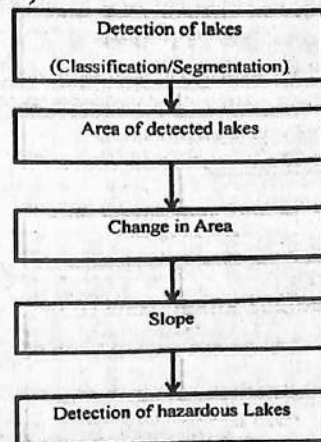 Detection of lakes
(Classification/Segmentation)
Area of detected lakes
Change in Area
Slope
Detection of hazardous Lakes